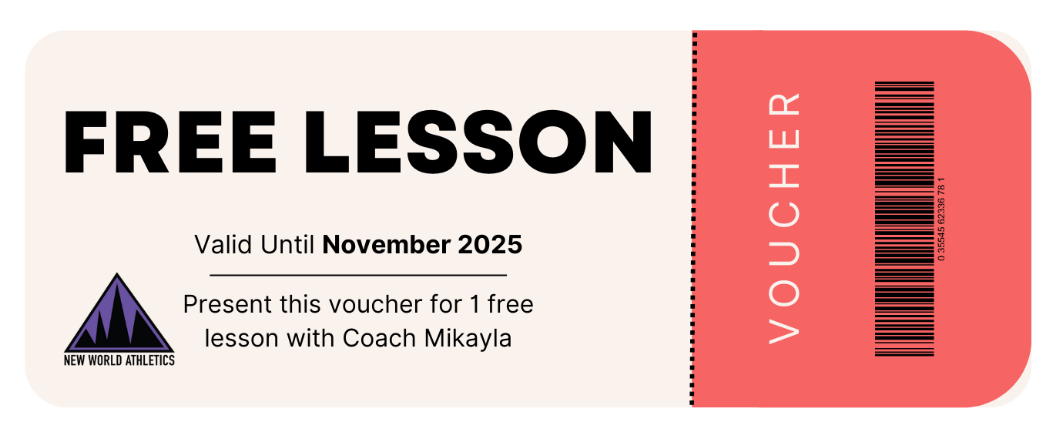 FREE LESSON
Valid Until November 2025
Present this voucher for 1 free
lesson with Coach Mikayla
NEW WORLD ATHLETICS
VOUCHER
0 35545 62336 78 1